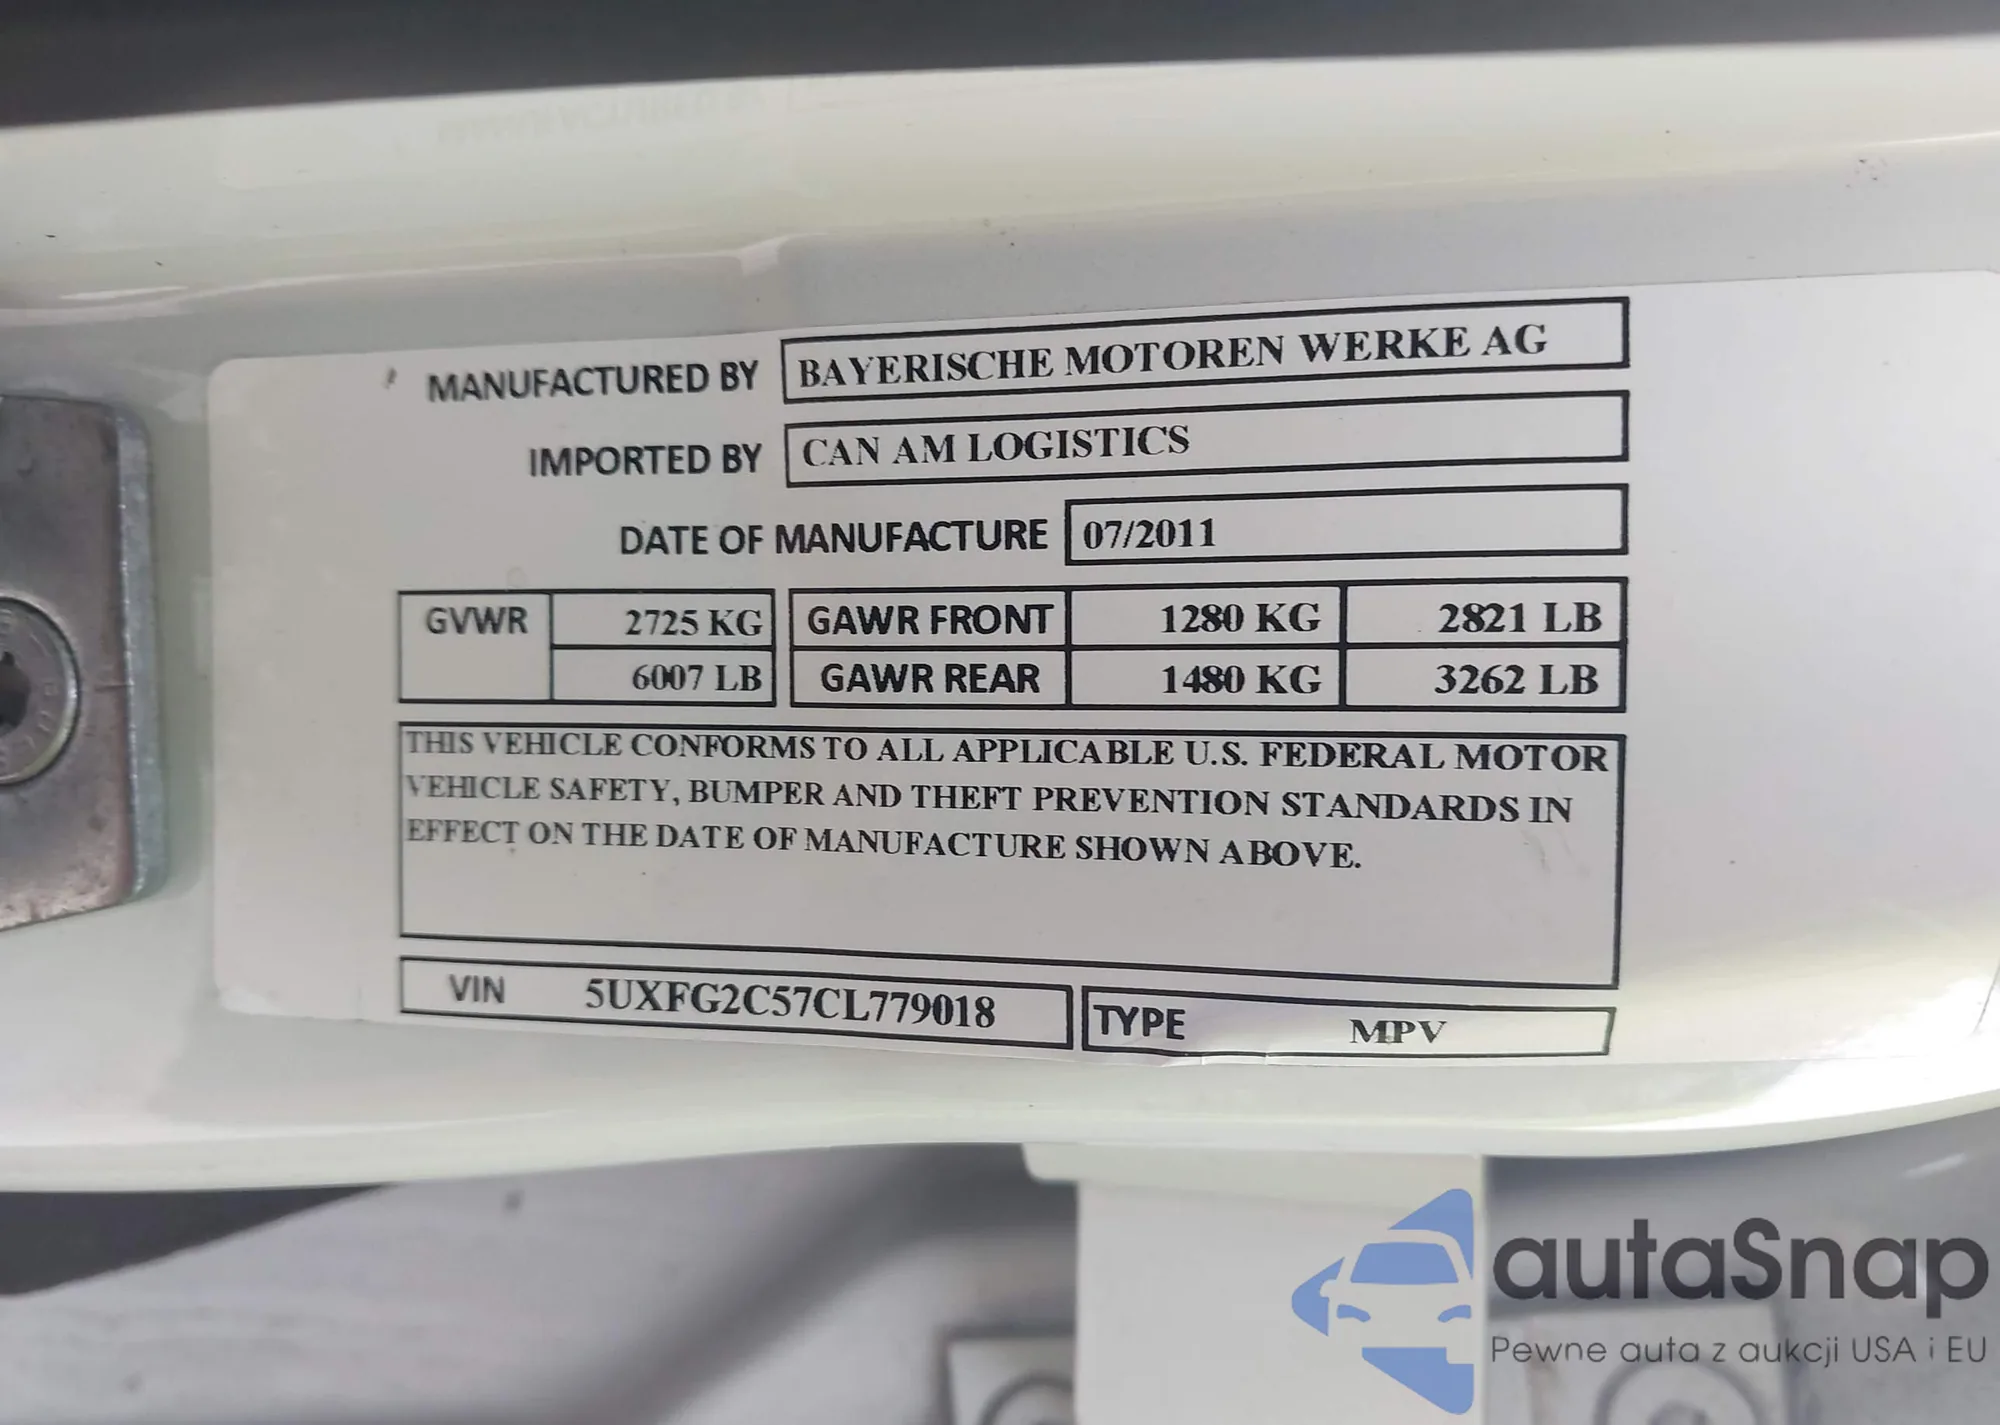 MANUFACTURED BY BAYERISCHE MOTOREN WERKE AG
IMPORTED BY CAN AM LOGISTICS
DATE OF MANUFACTURE 07/2011
GVWR 2725 KG GAWR FRONT 1280 KG 2821 LB
6007 LB GAWR REAR 1480 KG 3262 LB
THIS VEHICLE CONFORMS TO ALL APPLICABLE U.S. FEDERAL MOTOR
VEHICLE SAFETY, BUMPER AND THEFT PREVENTION STANDARDS IN
EFFECT ON THE DATE OF MANUFACTURE SHOWN ABOVE.
VIN 5UXFG2C57CL779018 TYPE MPV
autaSnap
Pewne auta z aukcji USA i EU